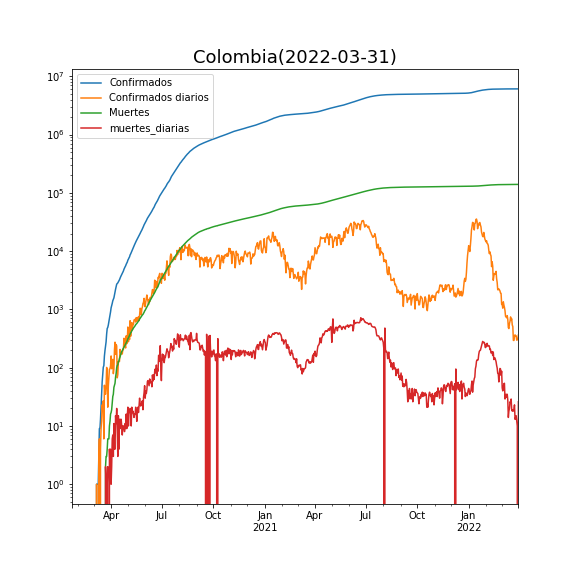 Colombia(2022-03-31)
Confirmados
Confirmados diarios
Muertes
muertes_diarias
10⁷
10⁶
10⁵
10⁴
10³
10²
10¹
10⁰
Apr Jul Oct Jan Apr Jul Oct Jan
2021 2022